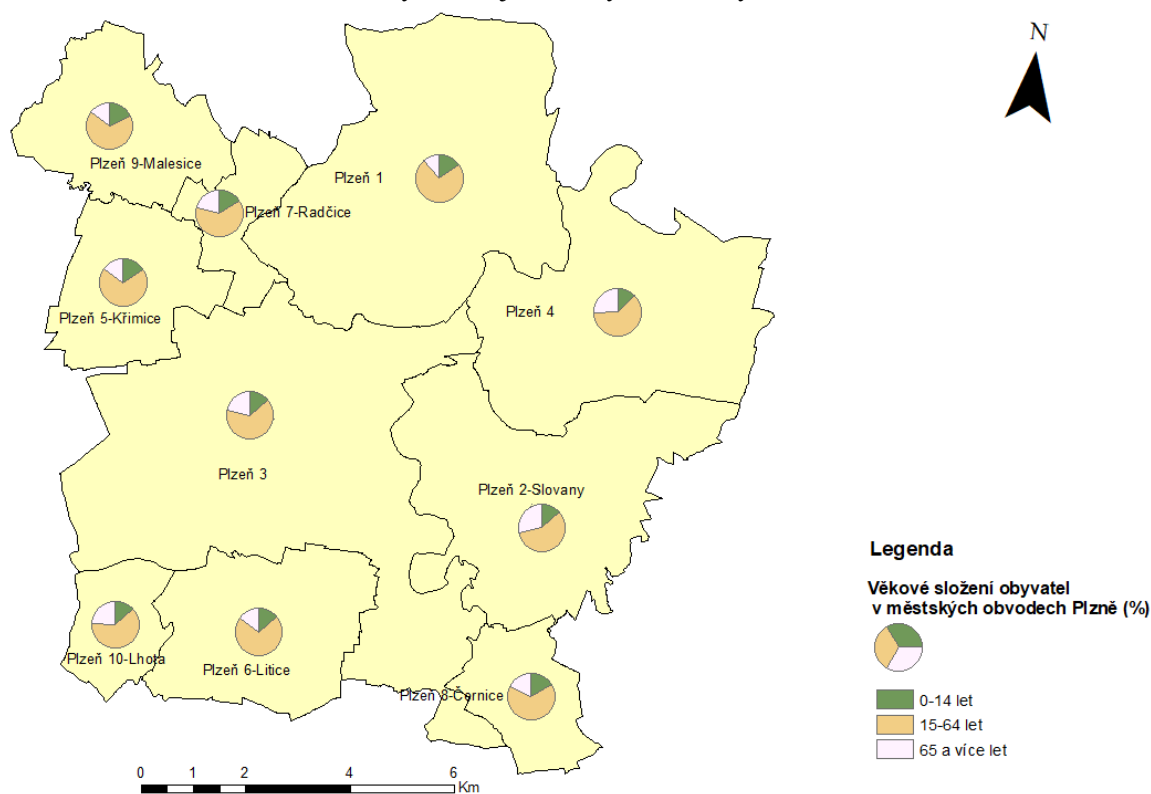 N
Plzeň 9-Malesice
Plzeň 1
Plzeň 7-Radčice
Plzeň 5-Křimice
Plzeň 4
Plzeň 3
Plzeň 2-Slovany
Plzeň 10-Lhota
Plzeň 6-Litice
Plzeň 8-Černice
Legenda
Věkové složení obyvatel
v městských obvodech Plzně (%)
0-14 let
15-64 let
65 a více let
0 1 2 4 6
Km